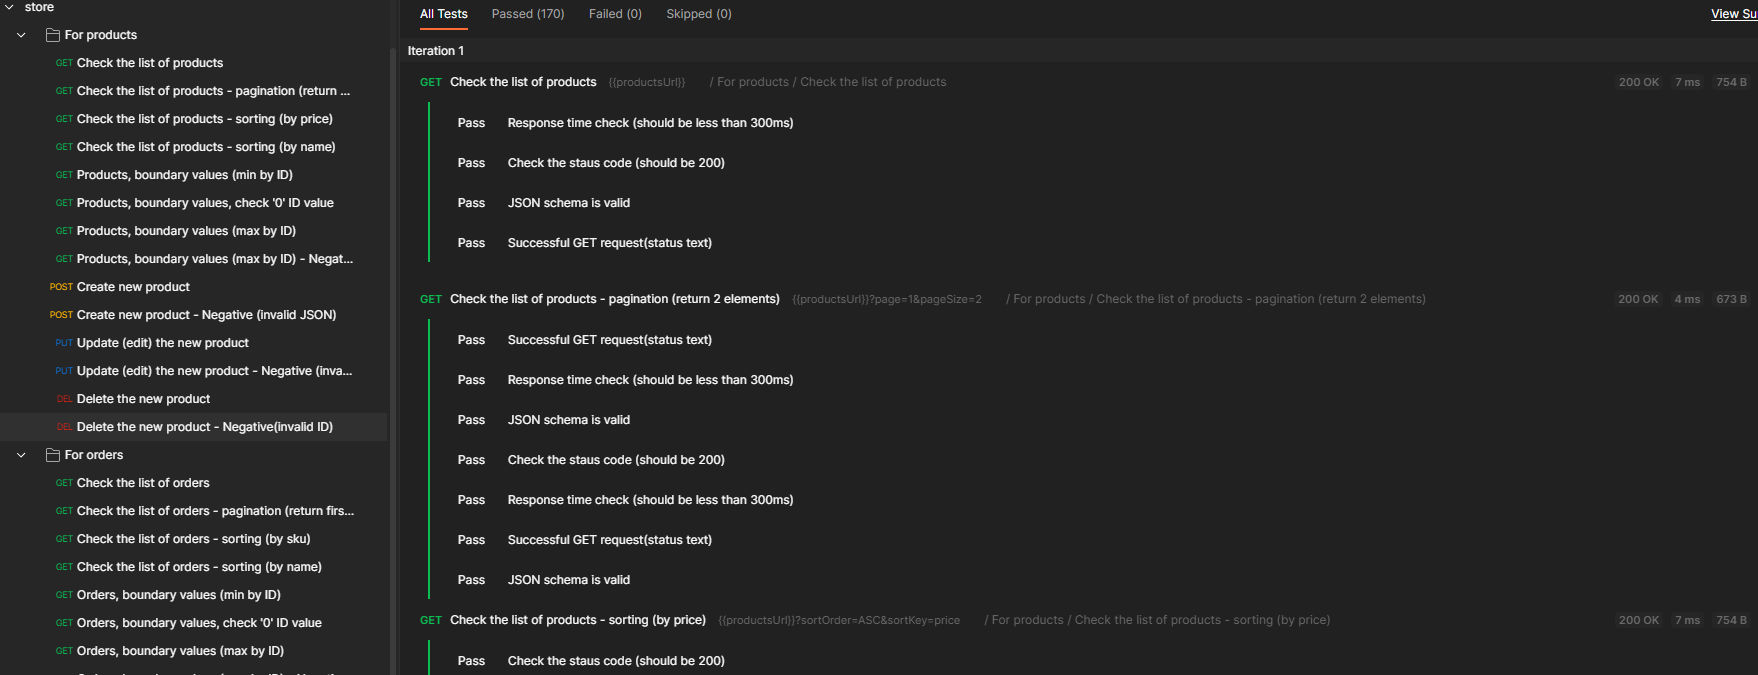 store
For products
GET Check the list of products
GET Check the list of products - pagination (return ...
GET Check the list of products - sorting (by price)
GET Check the list of products - sorting (by name)
GET Products, boundary values (min by ID)
GET Products, boundary values, check '0' ID value
GET Products, boundary values (max by ID)
GET Products, boundary values (max by ID) - Negat...
POST Create new product
POST Create new product - Negative (invalid JSON)
PUT Update (edit) the new product
PUT Update (edit) the new product - Negative (inva...
DEL Delete the new product
DEL Delete the new product - Negative(invalid ID)
For orders
GET Check the list of orders
GET Check the list of orders - pagination (return firs...
GET Check the list of orders - sorting (by sku)
GET Check the list of orders - sorting (by name)
GET Orders, boundary values (min by ID)
GET Orders, boundary values, check '0' ID value
GET Orders, boundary values (max by ID)
All Tests Passed (170) Failed (0) Skipped (0) View Su
Iteration 1
GET Check the list of products {{productsUrl}} / For products / Check the list of products 200 OK 7 ms 754 B
Pass Response time check (should be less than 300ms)
Pass Check the staus code (should be 200)
Pass JSON schema is valid
Pass Successful GET request(status text)
GET Check the list of products - pagination (return 2 elements) {{productsUrl}}?page=1&pageSize=2 / For products / Check the list of products - pagination (return 2 elements) 200 OK 4 ms 673 B
Pass Successful GET request(status text)
Pass Response time check (should be less than 300ms)
Pass JSON schema is valid
Pass Check the staus code (should be 200)
Pass Response time check (should be less than 300ms)
Pass Successful GET request(status text)
Pass JSON schema is valid
GET Check the list of products - sorting (by price) {{productsUrl}}?sortOrder=ASC&sortKey=price / For products / Check the list of products - sorting (by price) 200 OK 7 ms 754 B
Pass Check the staus code (should be 200)